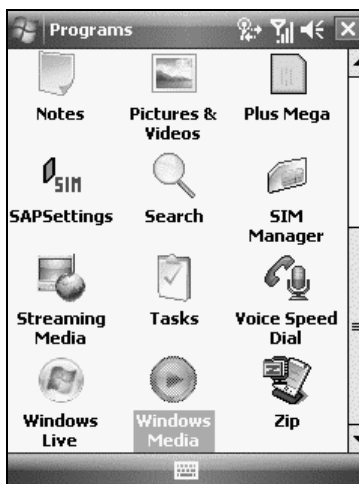 Programs
Notes
Pictures &
Videos
Plus Mega
SIM
SAPSettings
Search
SIM
Manager
Streaming
Media
Tasks
Voice Speed
Dial
Windows
Live
Windows
Media
Zip